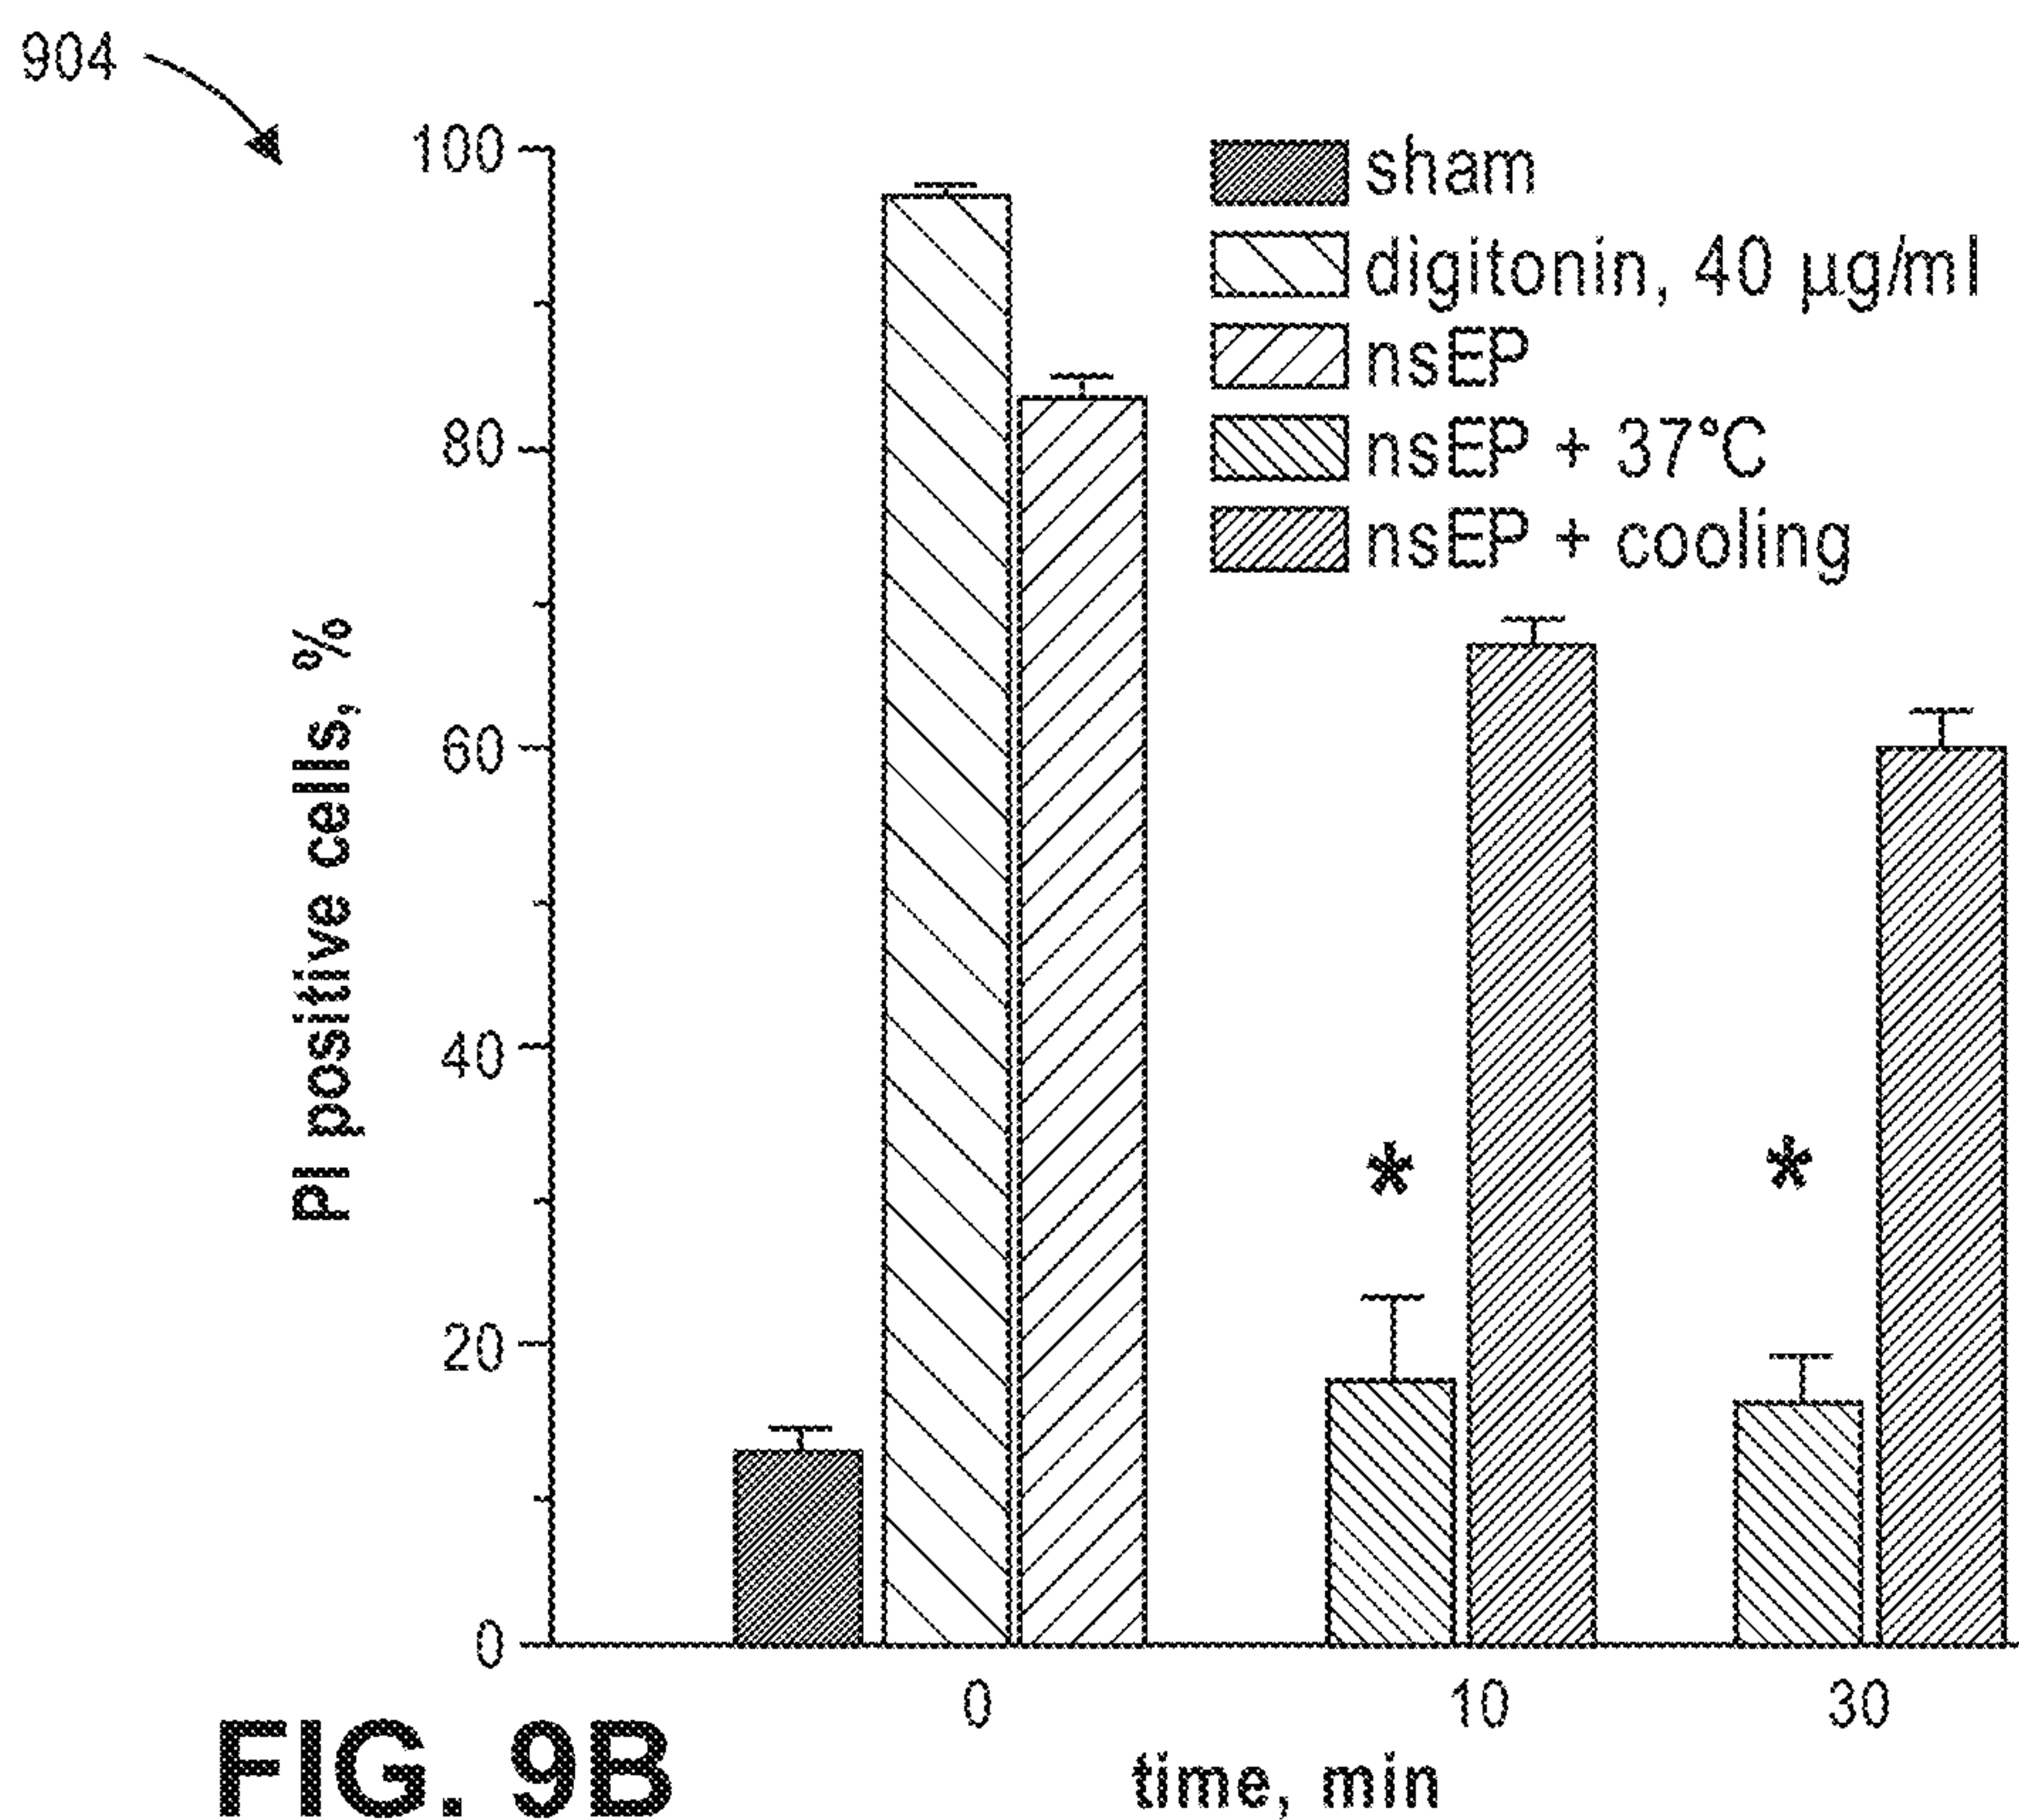 904
100
80
60
40
20
0
PI positive cells, %
sham
digitonin, 40 µg/ml
nsEP
nsEP + 37°C
nsEP + cooling
*
*
0 10 30
time, min
FIG. 9B